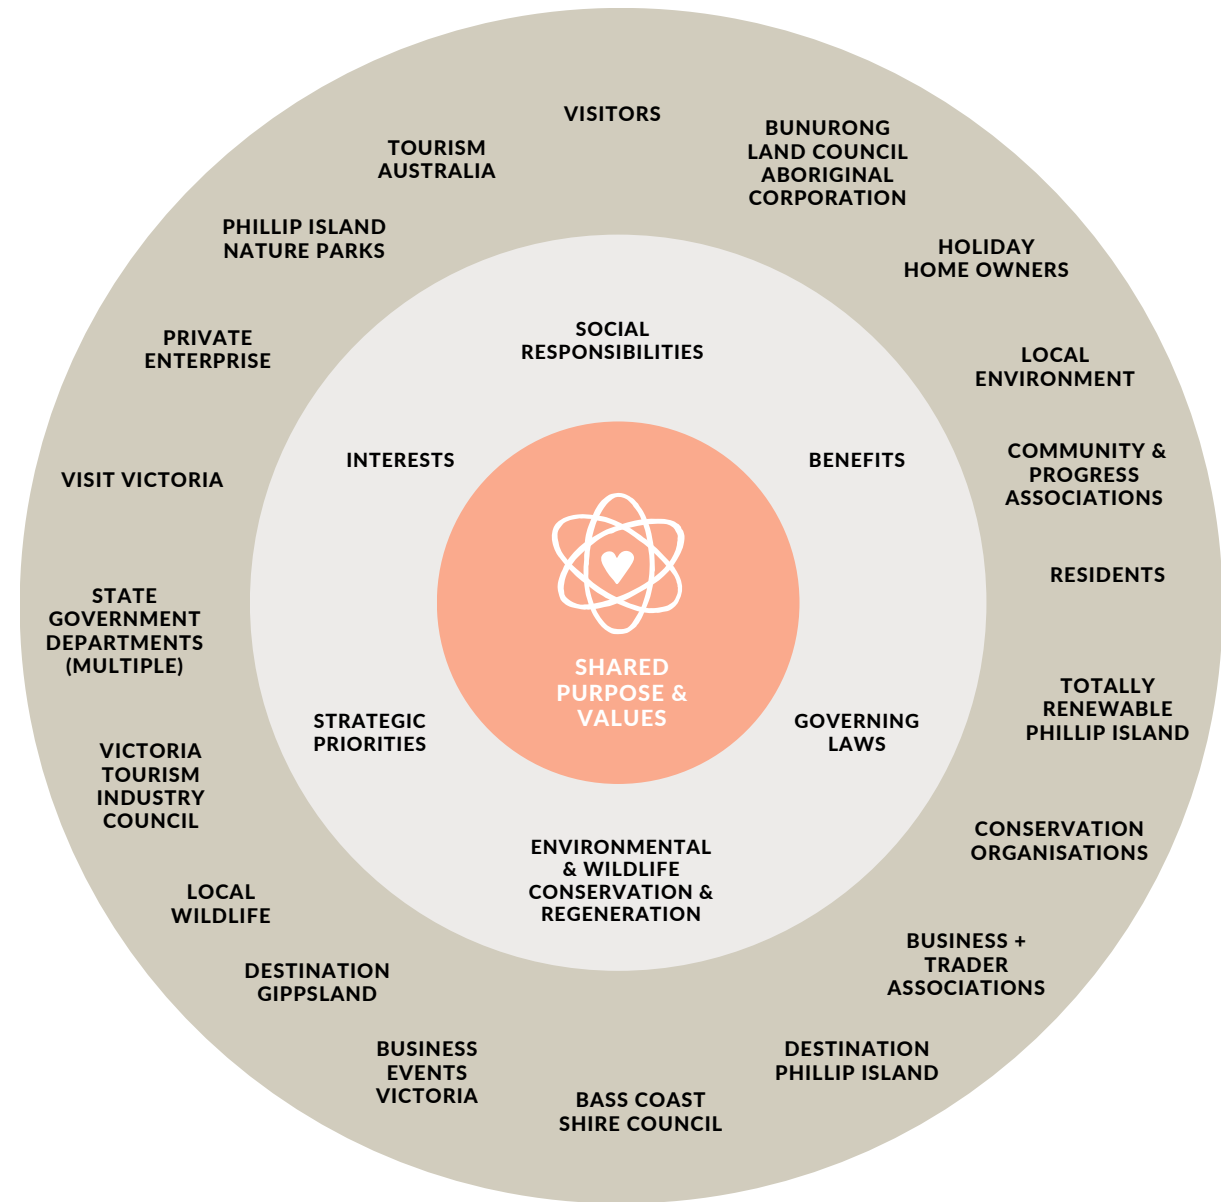 VISITORS
BUNURONG
LAND COUNCIL
ABORIGINAL
CORPORATION
HOLIDAY
HOME OWNERS
LOCAL
ENVIRONMENT
COMMUNITY &
PROGRESS
ASSOCIATIONS
RESIDENTS
TOTALLY
RENEWABLE
PHILLIP ISLAND
CONSERVATION
ORGANISATIONS
BUSINESS +
TRADER
ASSOCIATIONS
DESTINATION
PHILLIP ISLAND
BASS COAST
SHIRE COUNCIL
BUSINESS
EVENTS
VICTORIA
DESTINATION
GIPPSLAND
LOCAL
WILDLIFE
VICTORIA
TOURISM
INDUSTRY
COUNCIL
STATE
GOVERNMENT
DEPARTMENTS
(MULTIPLE)
VISIT VICTORIA
PRIVATE
ENTERPRISE
PHILLIP ISLAND
NATURE PARKS
TOURISM
AUSTRALIA
SOCIAL
RESPONSIBILITIES
BENEFITS
GOVERNING
LAWS
ENVIRONMENTAL
& WILDLIFE
CONSERVATION &
REGENERATION
STRATEGIC
PRIORITIES
INTERESTS
SHARED
PURPOSE &
VALUES